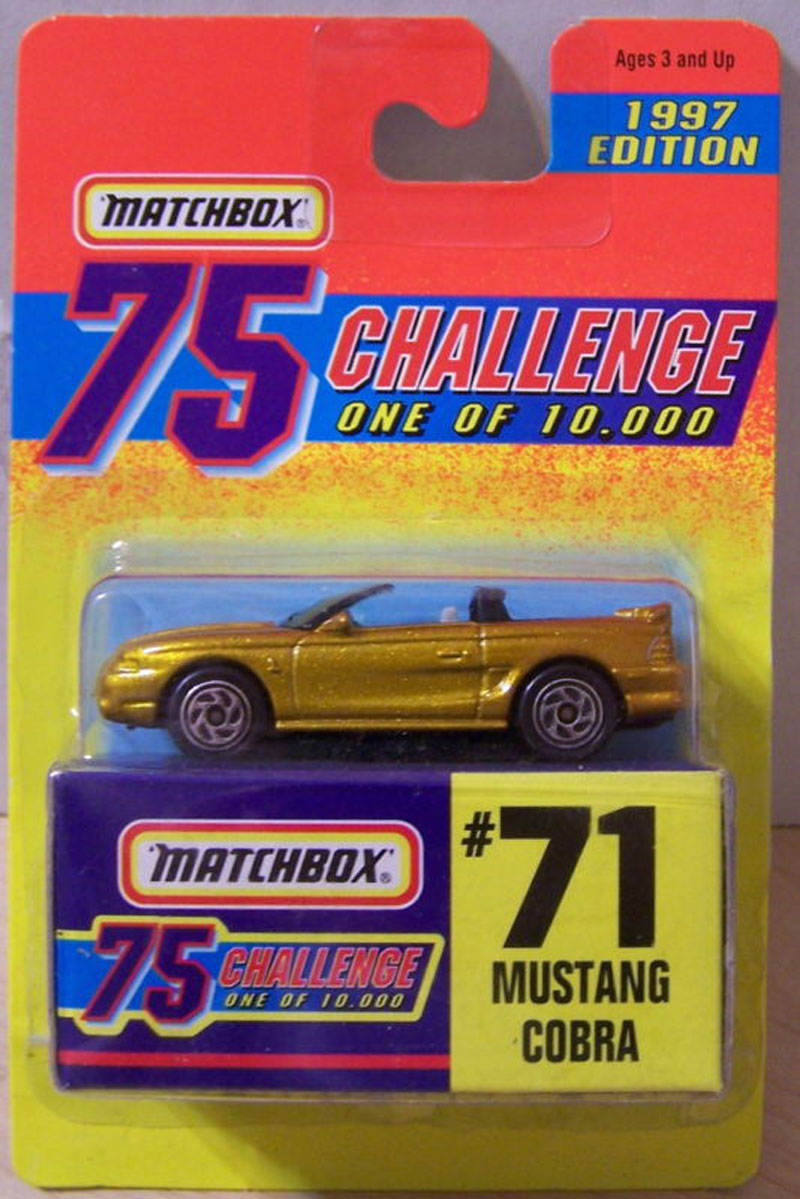 Ages 3 and Up
1997
EDITION
"MATCHBOX"®
75 CHALLENGE
ONE OF 10.000
"MATCHBOX"®
75 CHALLENGE
ONE OF 10.000
#71
MUSTANG
COBRA